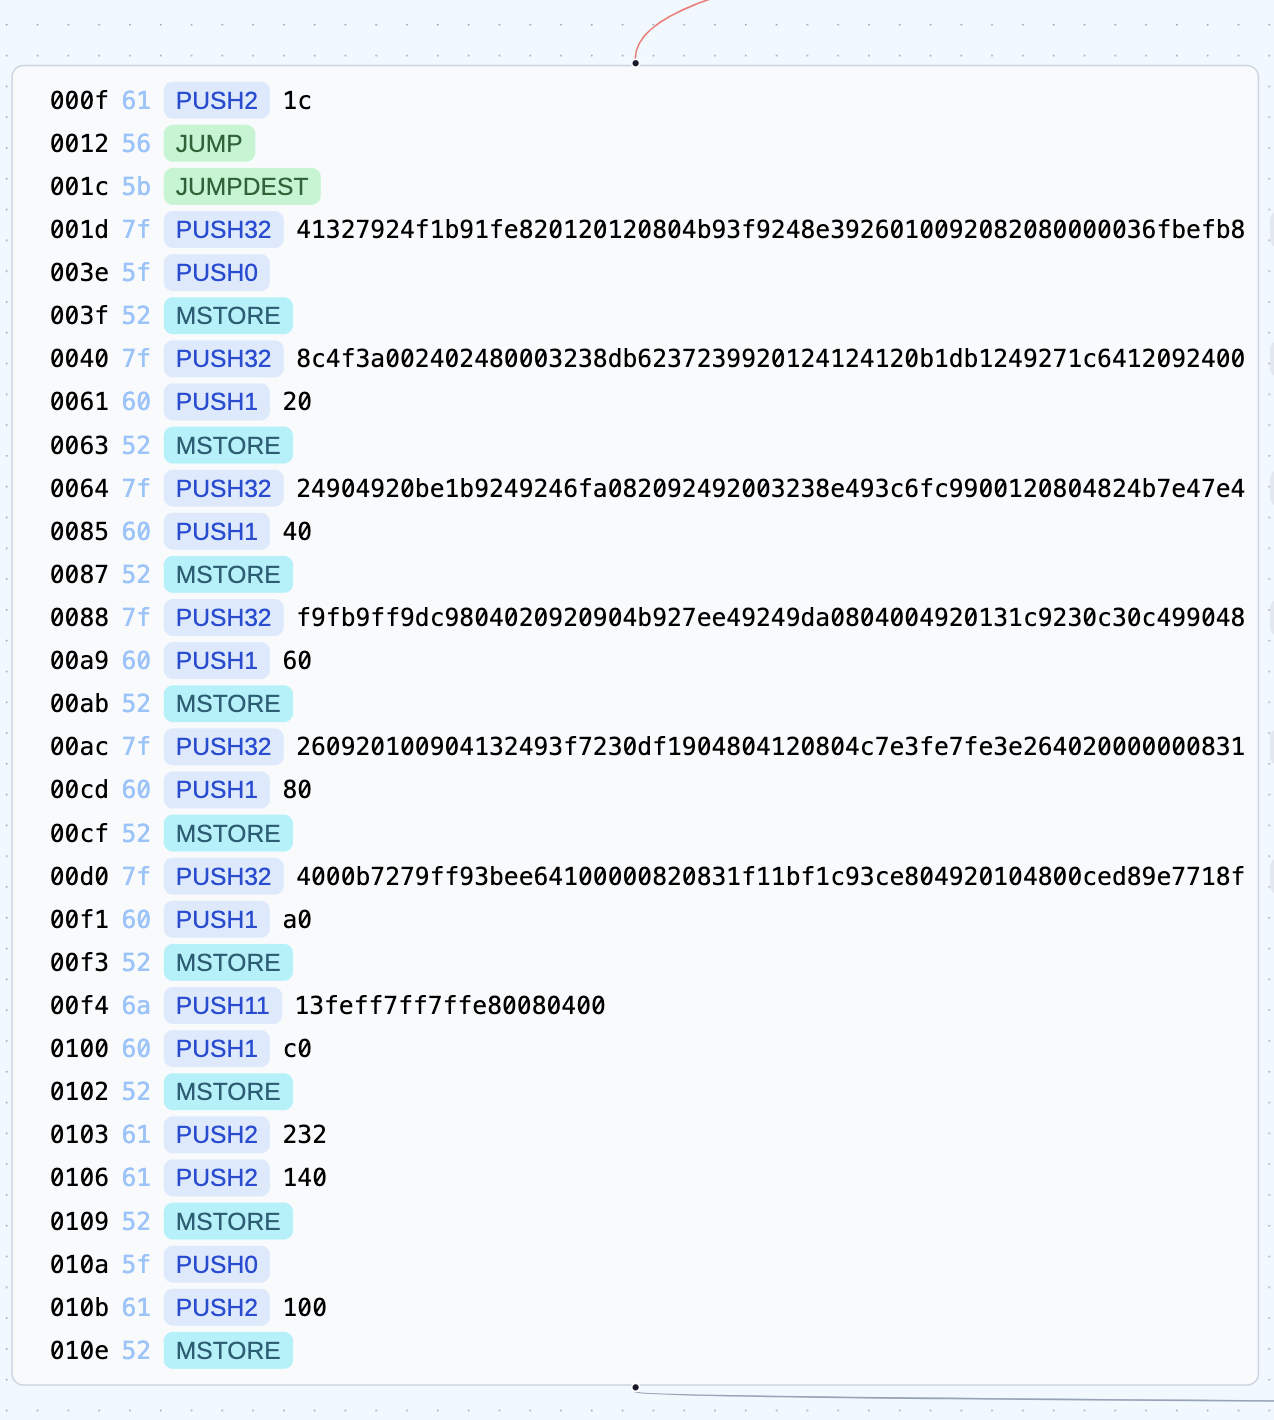 000f 61 PUSH2 1c
0012 56 JUMP
001c 5b JUMPDEST
001d 7f PUSH32 41327924f1b91fe820120120804b93f9248e3926010092082080000036fbefb8
003e 5f PUSH0
003f 52 MSTORE
0040 7f PUSH32 8c4f3a002402480003238db6237239920124124120b1db1249271c6412092400
0061 60 PUSH1 20
0063 52 MSTORE
0064 7f PUSH32 24904920be1b9249246fa082092492003238e493c6fc9900120804824b7e47e4
0085 60 PUSH1 40
0087 52 MSTORE
0088 7f PUSH32 f9fb9ff9dc9804020920904b927ee49249da0804004920131c9230c30c499048
00a9 60 PUSH1 60
00ab 52 MSTORE
00ac 7f PUSH32 260920100904132493f7230df1904804120804c7e3fe7fe3e264020000000831
00cd 60 PUSH1 80
00cf 52 MSTORE
00d0 7f PUSH32 4000b7279ff93bee64100000820831f11bf1c93ce804920104800ced89e7718f
00f1 60 PUSH1 a0
00f3 52 MSTORE
00f4 6a PUSH11 13feff7ff7ffe80080400
0100 60 PUSH1 c0
0102 52 MSTORE
0103 61 PUSH2 232
0106 61 PUSH2 140
0109 52 MSTORE
010a 5f PUSH0
010b 61 PUSH2 100
010e 52 MSTORE